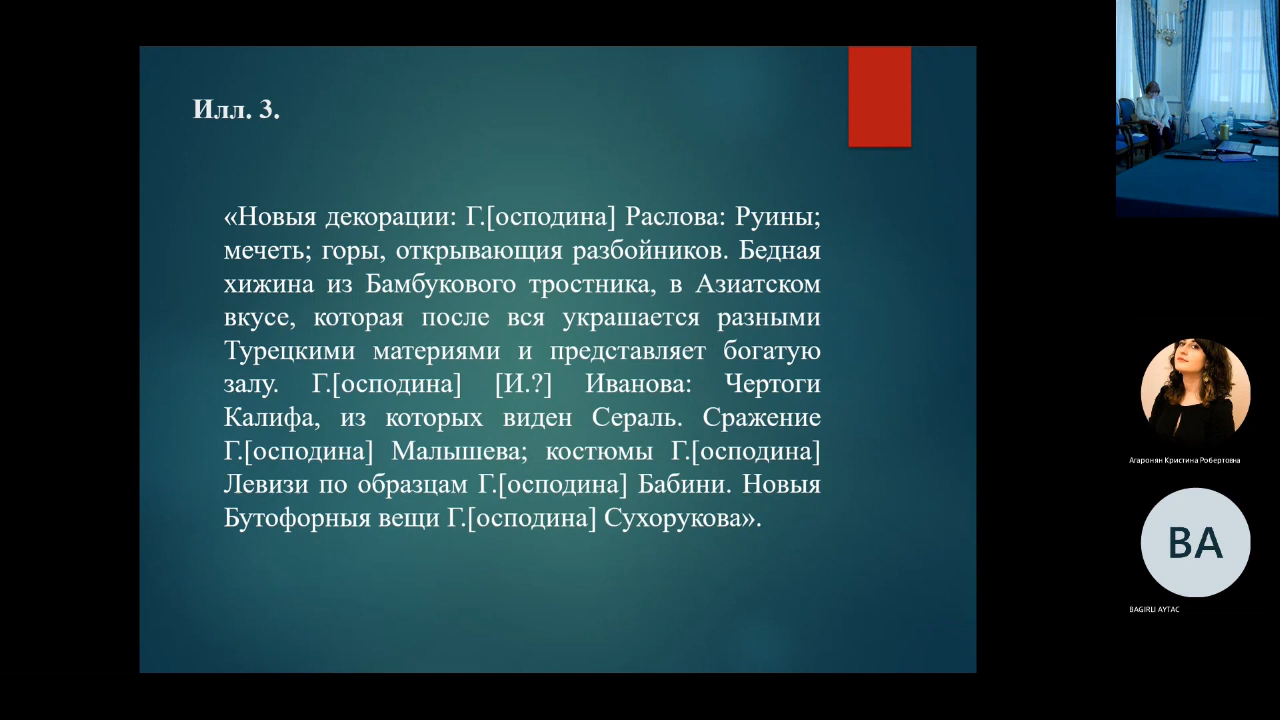 Илл. 3.
«Новыя декорации: Г.[осподина] Раслова: Руины;
мечеть; горы, открывающия разбойников. Бедная
хижина из Бамбукового тростника, в Азиатском
вкусе, которая после вся украшается разными
Турецкими материями и представляет богатую
залу. Г.[осподина] [И.?] Иванова: Чертоги
Калифа, из которых виден Сераль. Сражение
Г.[осподина] Малышева; костюмы Г.[осподина]
Левизи по образцам Г.[осподина] Бабини. Новыя
Бутофорныя вещи Г.[осподина] Сухорукова».
Агаронян Кристина Робертовна
BA
BAGIRLI AYTAC